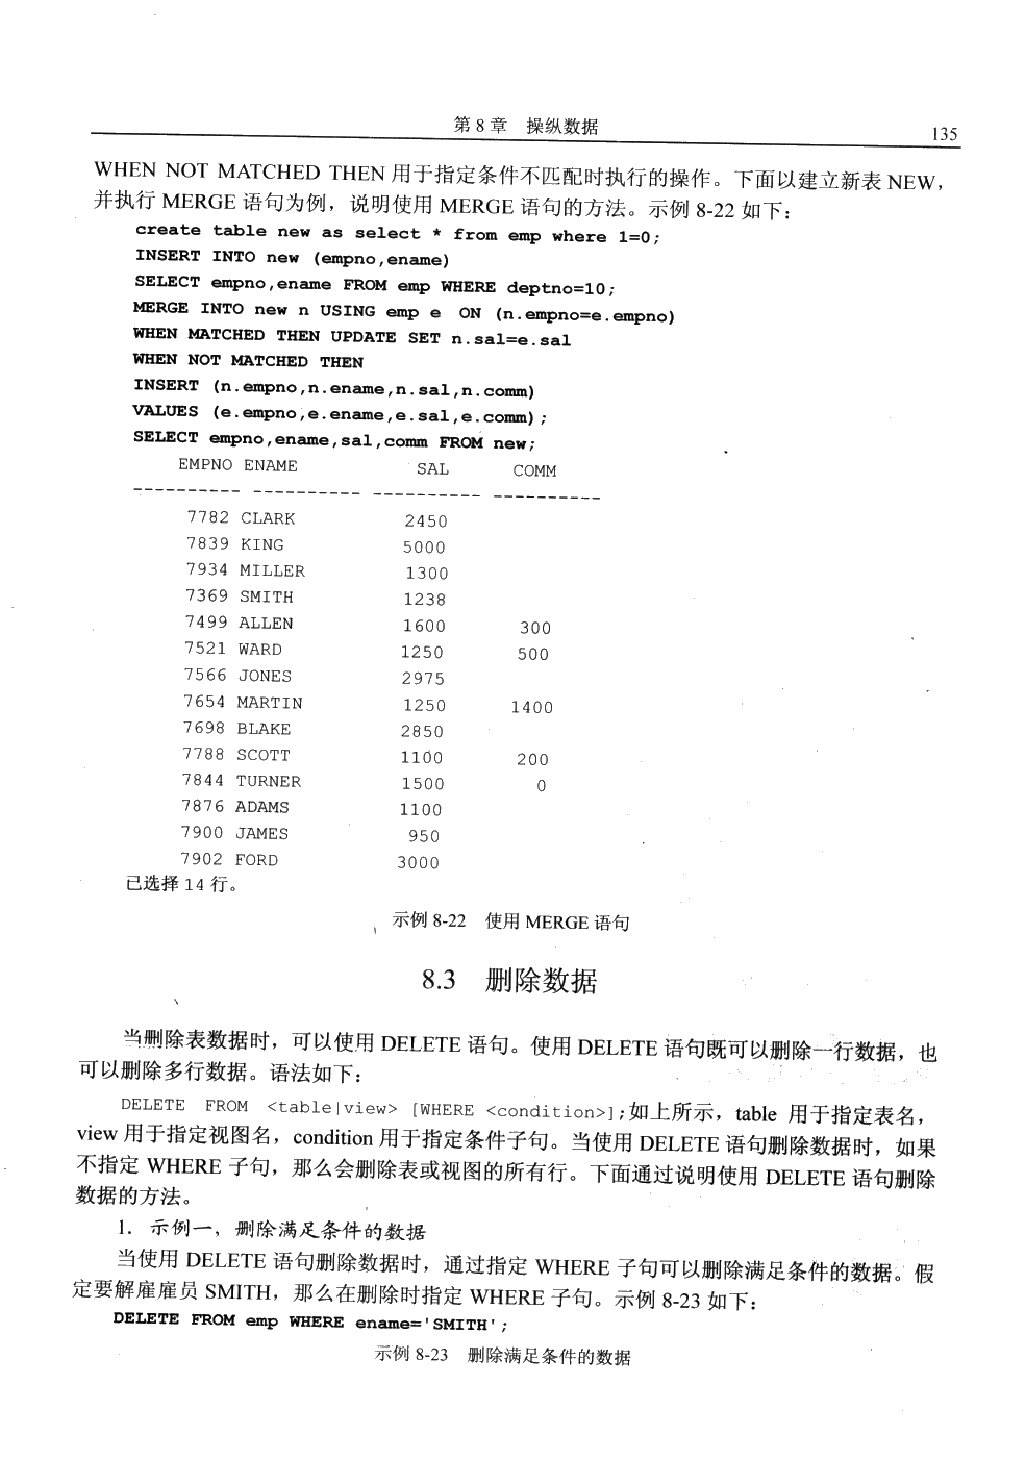 第 8 章 操纵数据
135
WHEN NOT MATCHED THEN 用于指定条件不匹配时执行的操作。下面以建立新表 NEW，
并执行 MERGE 语句为例，说明使用 MERGE 语句的方法。示例 8-22 如下：
create table new as select * from emp where 1=0;
INSERT INTO new (empno,ename)
SELECT empno,ename FROM emp WHERE deptno=10;
MERGE INTO new n USING emp e ON (n.empno=e.empno)
WHEN MATCHED THEN UPDATE SET n.sal=e.sal
WHEN NOT MATCHED THEN
INSERT (n.empno,n.ename,n.sal,n.comm)
VALUES (e.empno,e.ename,e.sal,e.comm);
SELECT empno,ename,sal,comm FROM new;
EMPNO ENAME SAL COMM
---------- ---------- ---------- ----------
7782 CLARK 2450
7839 KING 5000
7934 MILLER 1300
7369 SMITH 1238
7499 ALLEN 1600 300
7521 WARD 1250 500
7566 JONES 2975
7654 MARTIN 1250 1400
7698 BLAKE 2850
7788 SCOTT 1100 200
7844 TURNER 1500 0
7876 ADAMS 1100
7900 JAMES 950
7902 FORD 3000
已选择 14 行。
示例 8-22 使用 MERGE 语句
8.3 删除数据
当删除表数据时，可以使用 DELETE 语句。使用 DELETE 语句既可以删除一行数据，也
可以删除多行数据。语法如下：
DELETE FROM <table|view> [WHERE <condition>];如上所示，table 用于指定表名，
view 用于指定视图名，condition 用于指定条件子句。当使用 DELETE 语句删除数据时，如果
不指定 WHERE 子句，那么会删除表或视图的所有行。下面通过说明使用 DELETE 语句删除
数据的方法。
1. 示例一，删除满足条件的数据
当使用 DELETE 语句删除数据时，通过指定 WHERE 子句可以删除满足条件的数据。假
定要解雇雇员 SMITH，那么在删除时指定 WHERE 子句。示例 8-23 如下：
DELETE FROM emp WHERE ename='SMITH';
示例 8-23 删除满足条件的数据